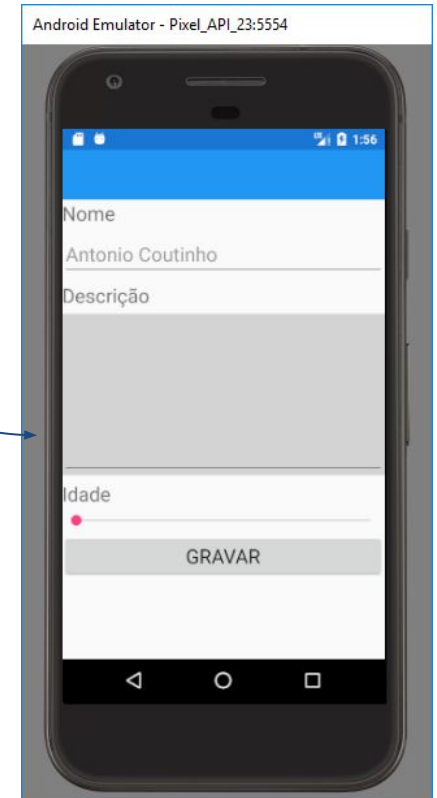 Android Emulator - Pixel_API_23:5554
1:56
Nome
Antonio Coutinho
Descrição
Idade
GRAVAR